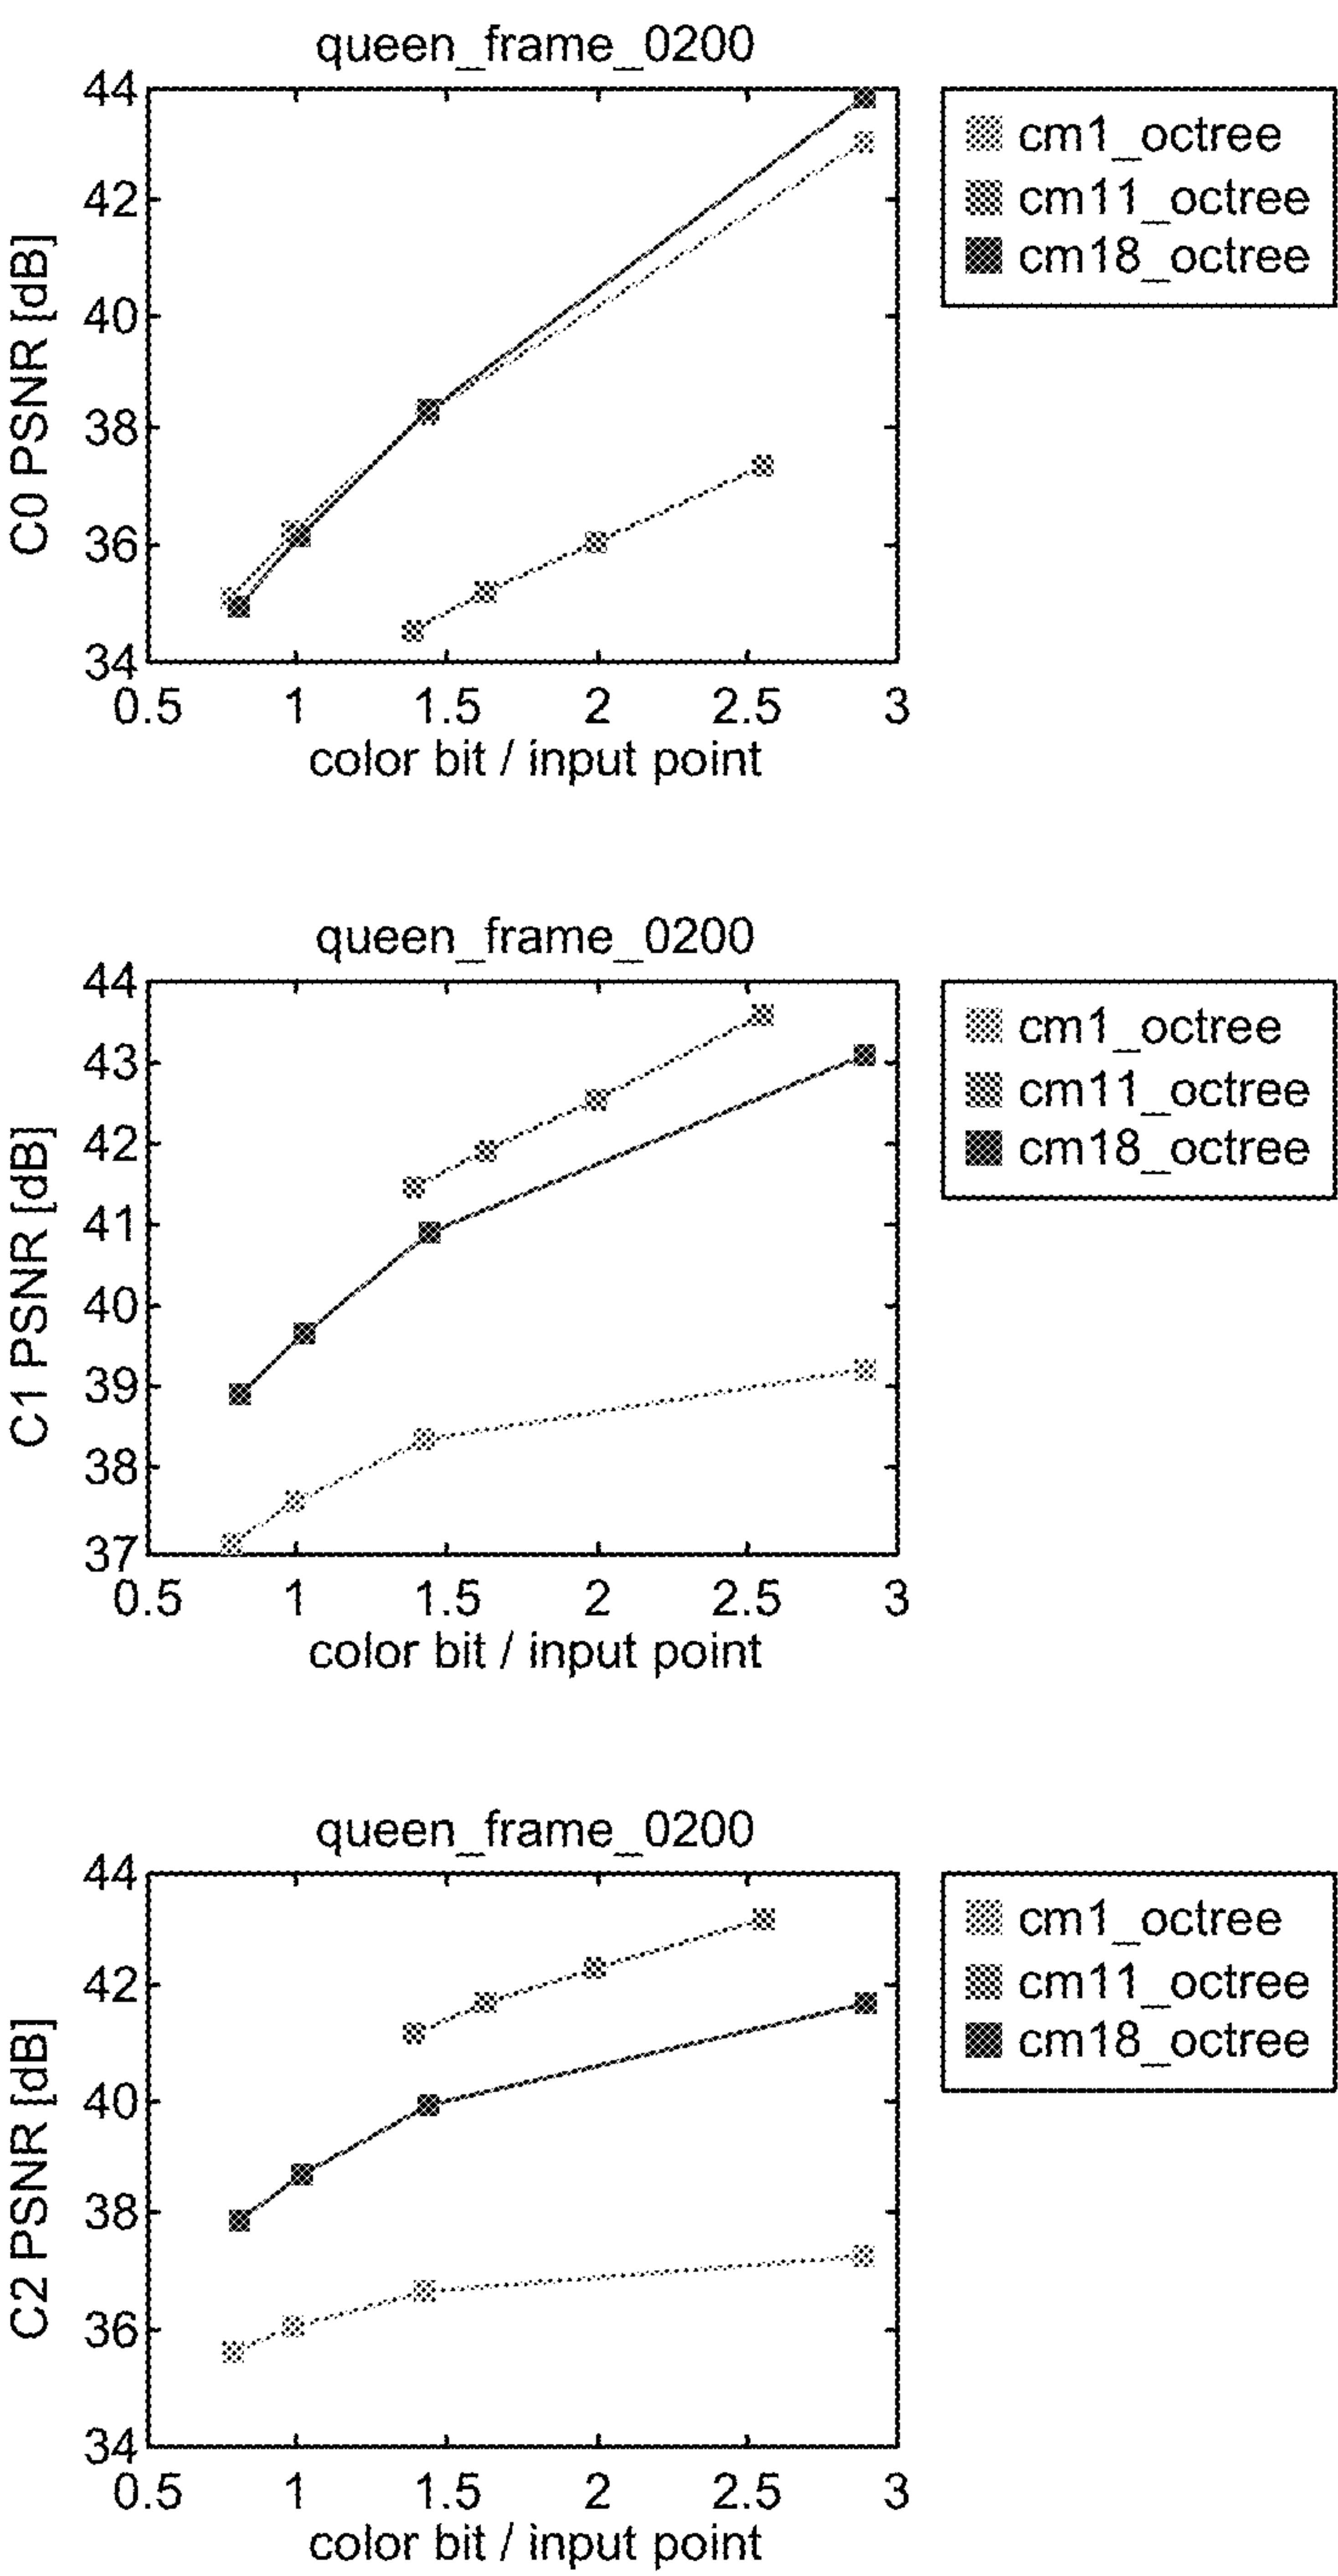 queen_frame_0200
44
42
40
38
36
34
C0 PSNR [dB]
0.5 1 1.5 2 2.5 3
color bit / input point
cm1_octree
cm11_octree
cm18_octree
queen_frame_0200
44
43
42
41
40
39
38
37
C1 PSNR [dB]
0.5 1 1.5 2 2.5 3
color bit / input point
cm1_octree
cm11_octree
cm18_octree
queen_frame_0200
44
42
40
38
36
34
C2 PSNR [dB]
0.5 1 1.5 2 2.5 3
color bit / input point
cm1_octree
cm11_octree
cm18_octree